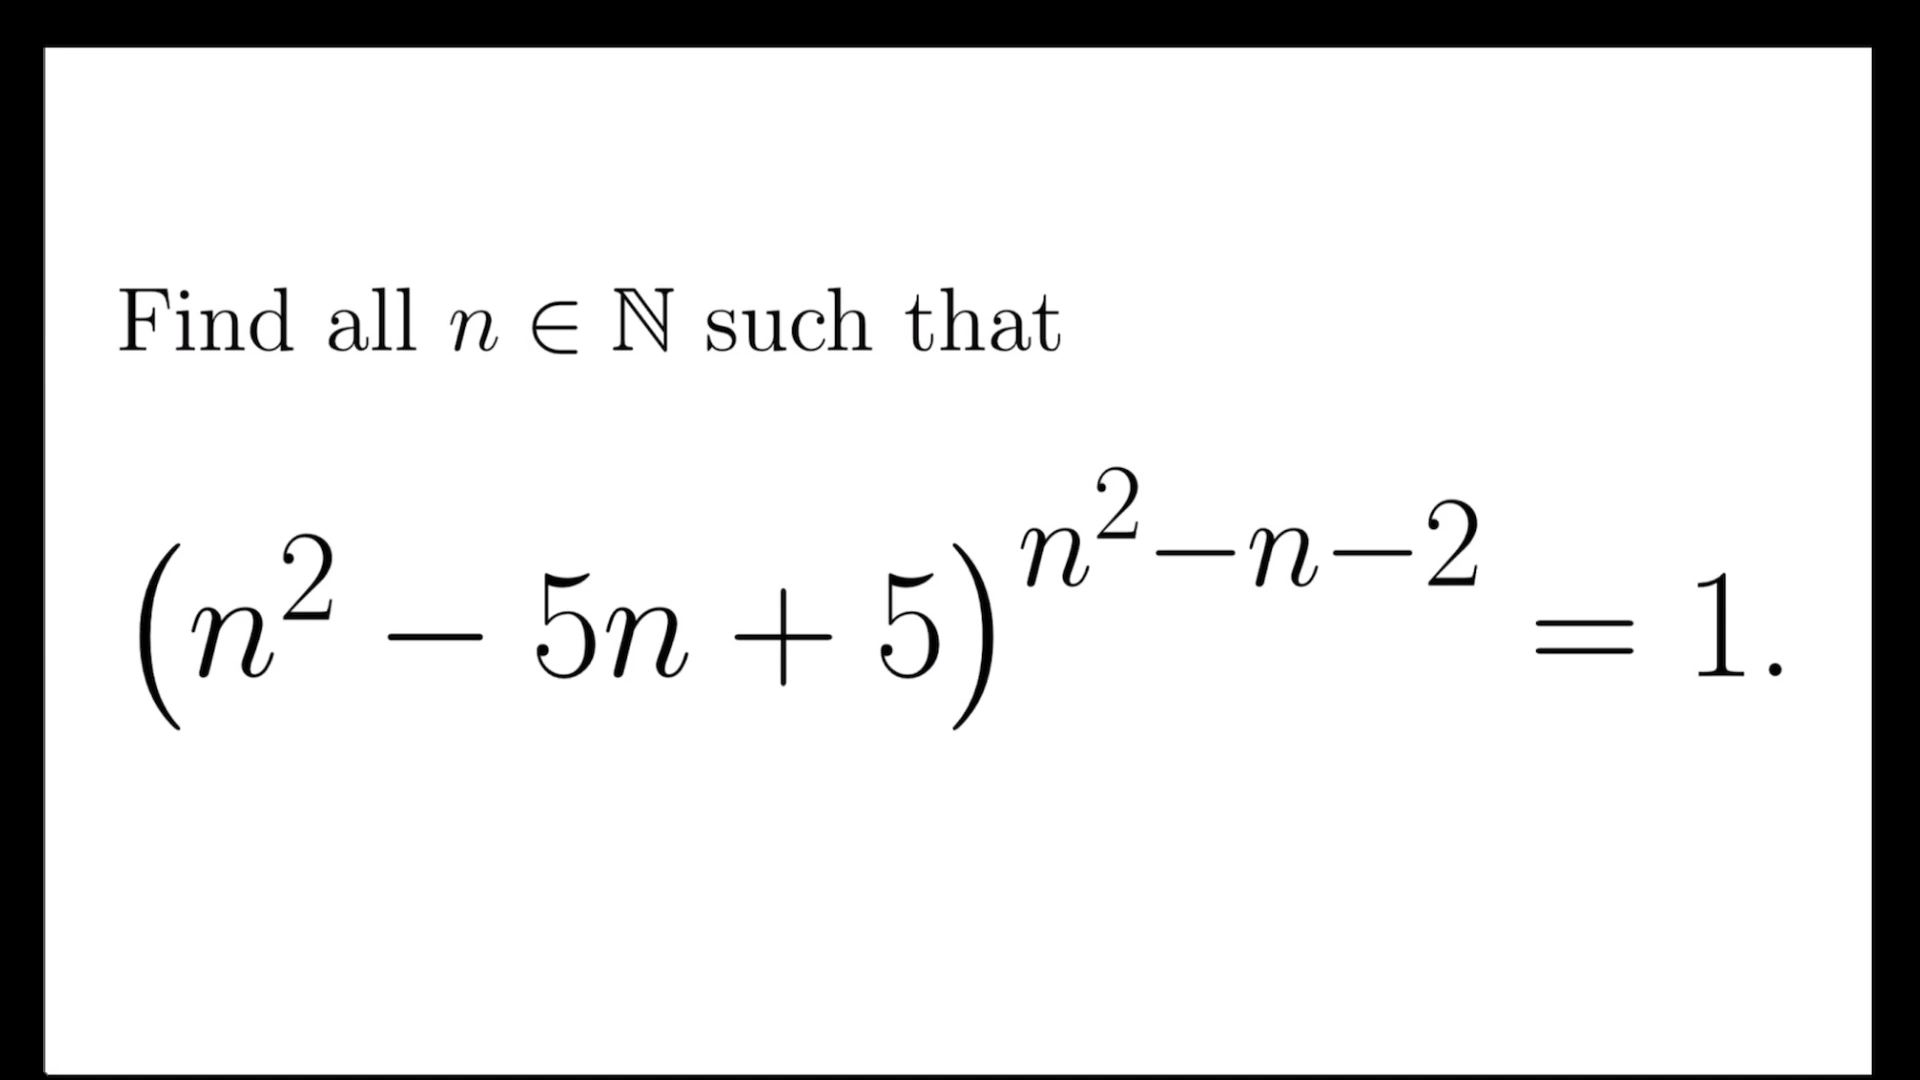 Find all n ∈ ℕ such that
(n² − 5n + 5)^{n²−n−2} = 1.